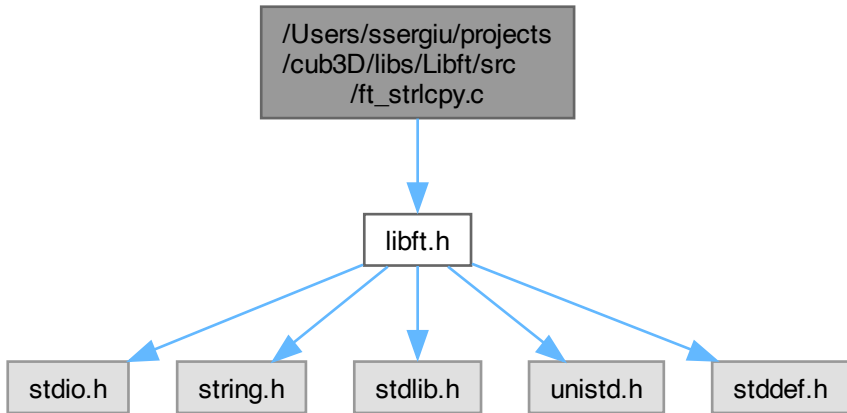 /Users/ssergiu/projects
/cub3D/libs/Libft/src
/ft_strlcpy.c
libft.h
stdio.h
string.h
stdlib.h
unistd.h
stddef.h